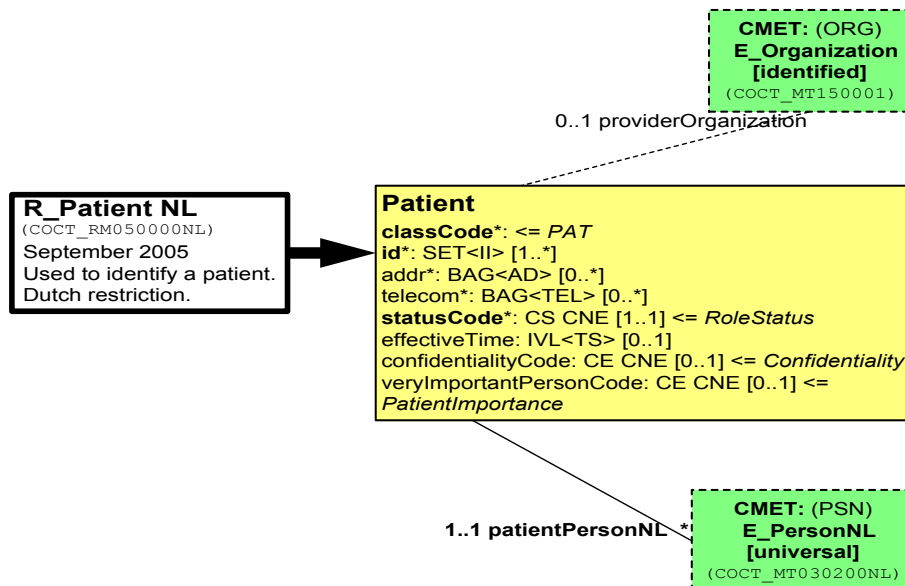 CMET: (ORG)
E_Organization
[identified]
(COCT_MT150001)
0..1 providerOrganization
R_Patient NL
(COCT_RM050000NL)
September 2005
Used to identify a patient.
Dutch restriction.
Patient
classCode*: <= PAT
id*: SET<II> [1..*]
addr*: BAG<AD> [0..*]
telecom*: BAG<TEL> [0..*]
statusCode*: CS CNE [1..1] <= RoleStatus
effectiveTime: IVL<TS> [0..1]
confidentialityCode: CE CNE [0..1] <= Confidentiality
veryImportantPersonCode: CE CNE [0..1] <=
PatientImportance
1..1 patientPersonNL *
CMET: (PSN)
E_PersonNL
[universal]
(COCT_MT030200NL)